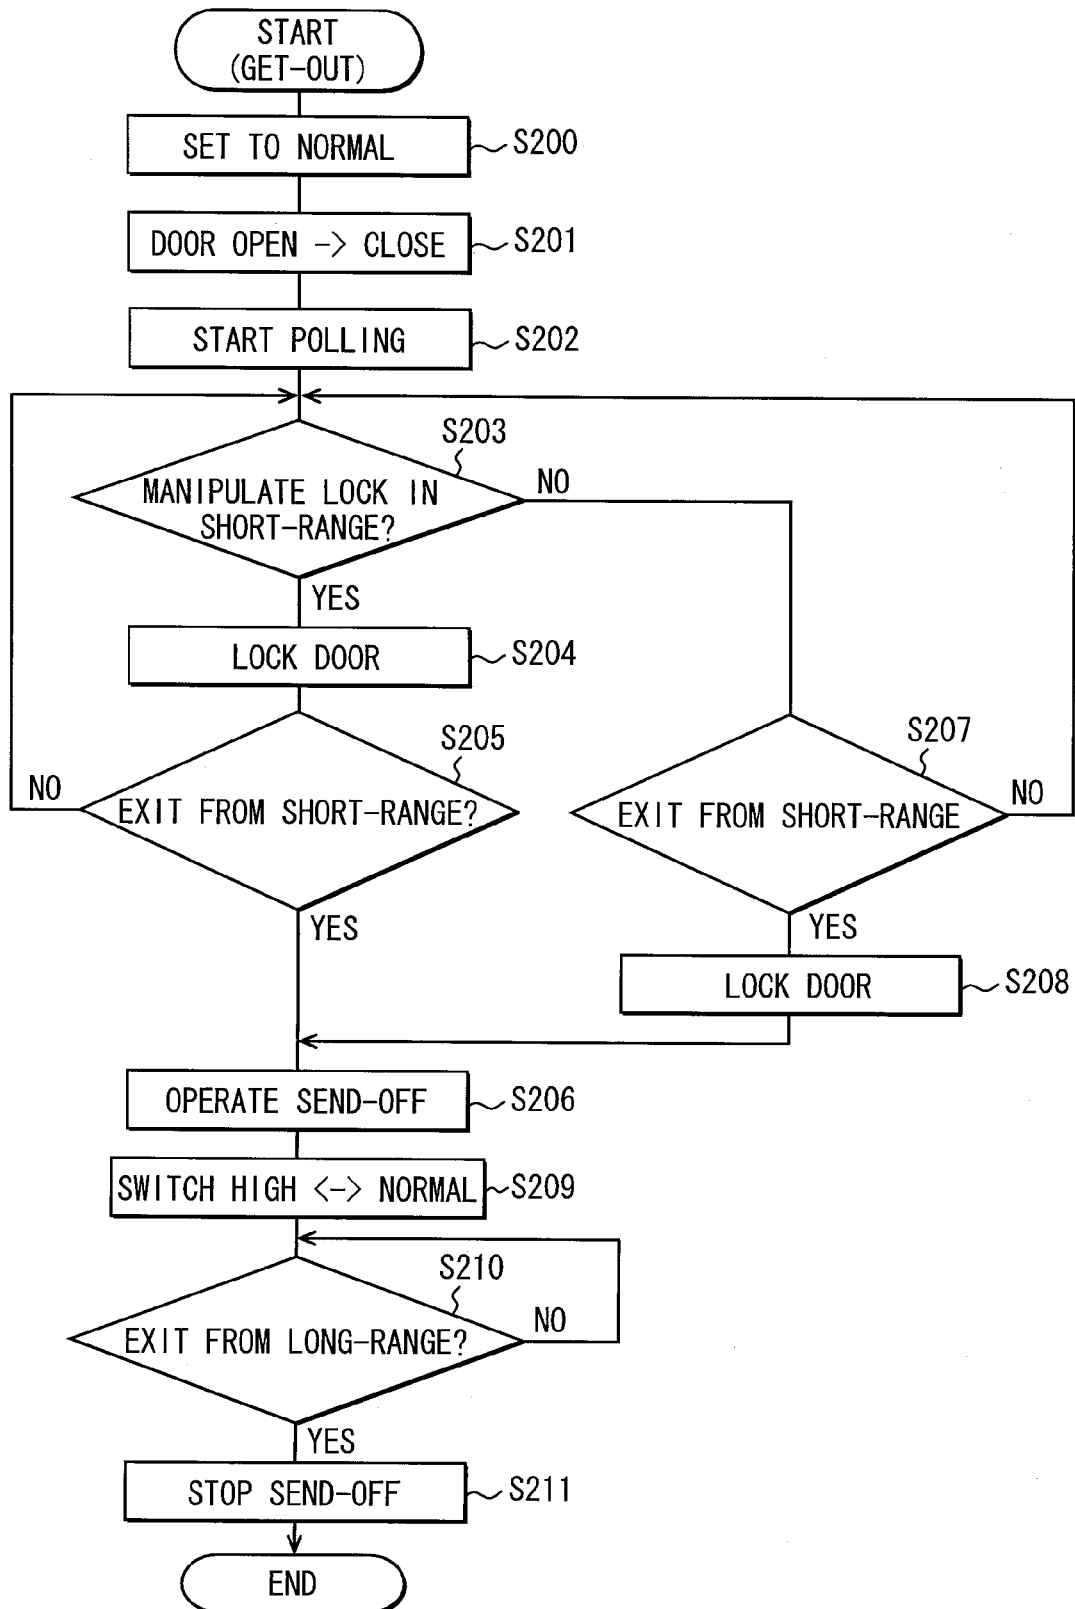 START
(GET-OUT)
SET TO NORMAL
S200
DOOR OPEN -> CLOSE
S201
START POLLING
S202
S203
MANIPULATE LOCK IN
SHORT-RANGE?
NO
YES
LOCK DOOR
S204
S205
EXIT FROM SHORT-RANGE?
NO
YES
S207
EXIT FROM SHORT-RANGE
NO
YES
LOCK DOOR
S208
OPERATE SEND-OFF
S206
SWITCH HIGH <-> NORMAL
S209
S210
EXIT FROM LONG-RANGE?
NO
YES
STOP SEND-OFF
S211
END